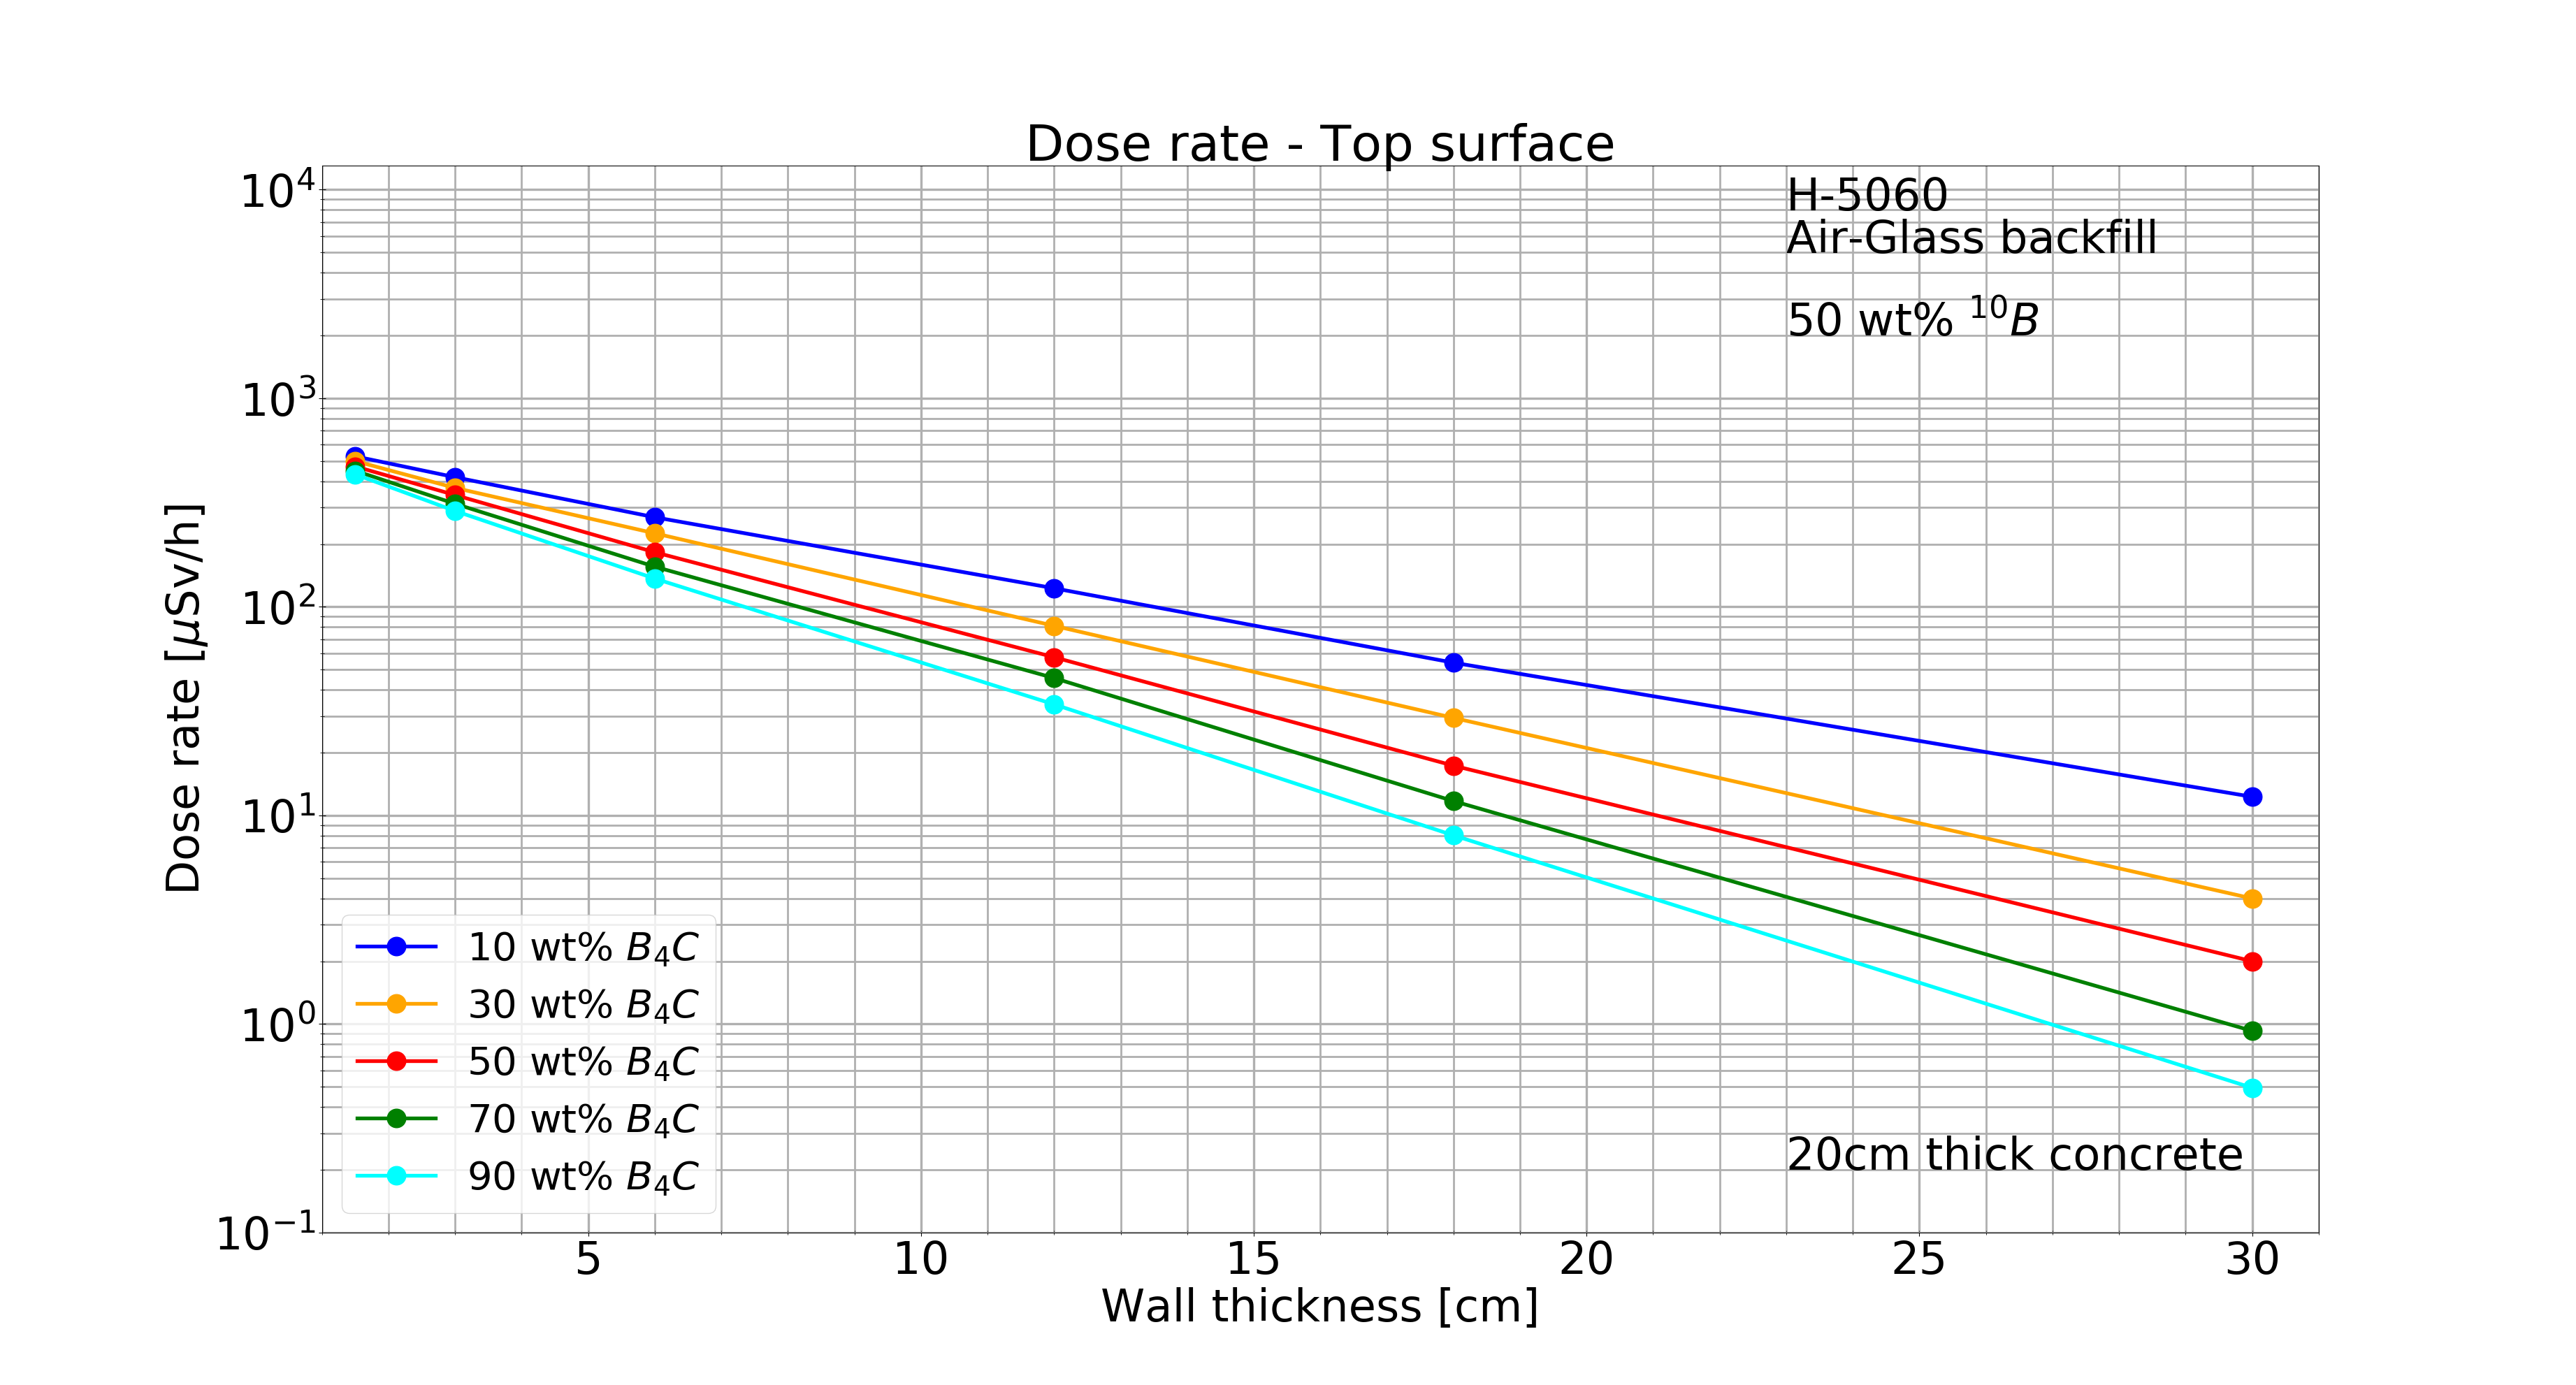 Dose rate - Top surface
H-5060
Air-Glass backfill
50 wt% ¹⁰B
10⁴
10³
10²
10¹
10⁰
10⁻¹
Dose rate [μSv/h]
10 wt% B₄C
30 wt% B₄C
50 wt% B₄C
70 wt% B₄C
90 wt% B₄C
20cm thick concrete
5 10 15 20 25 30
Wall thickness [cm]